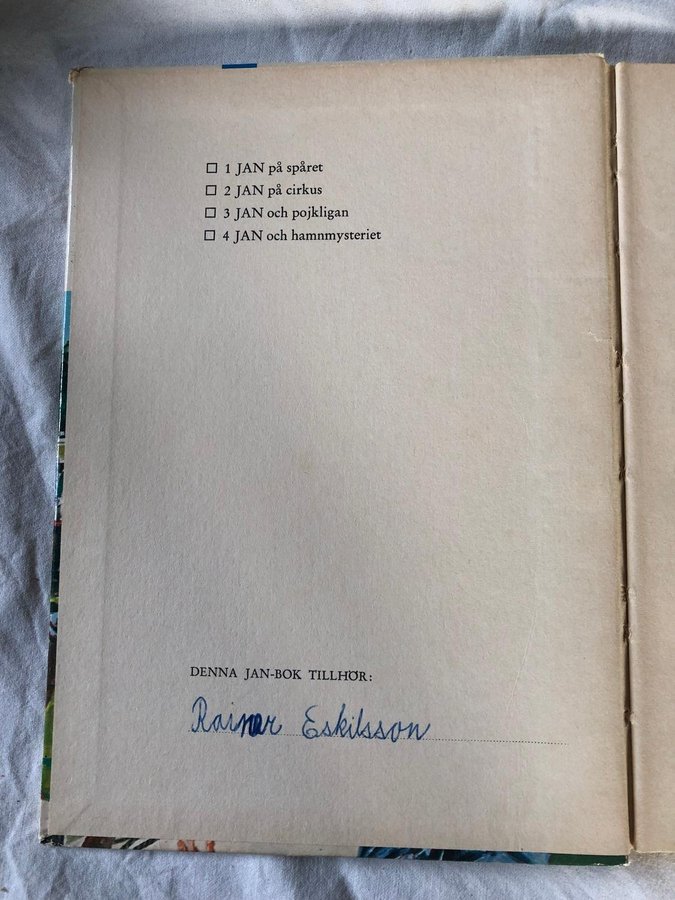 ☐ 1 JAN på spåret
☐ 2 JAN på cirkus
☐ 3 JAN och pojkligan
☐ 4 JAN och hamnmysteriet
DENNA JAN-BOK TILLHÖR:
Rainer Eskilsson